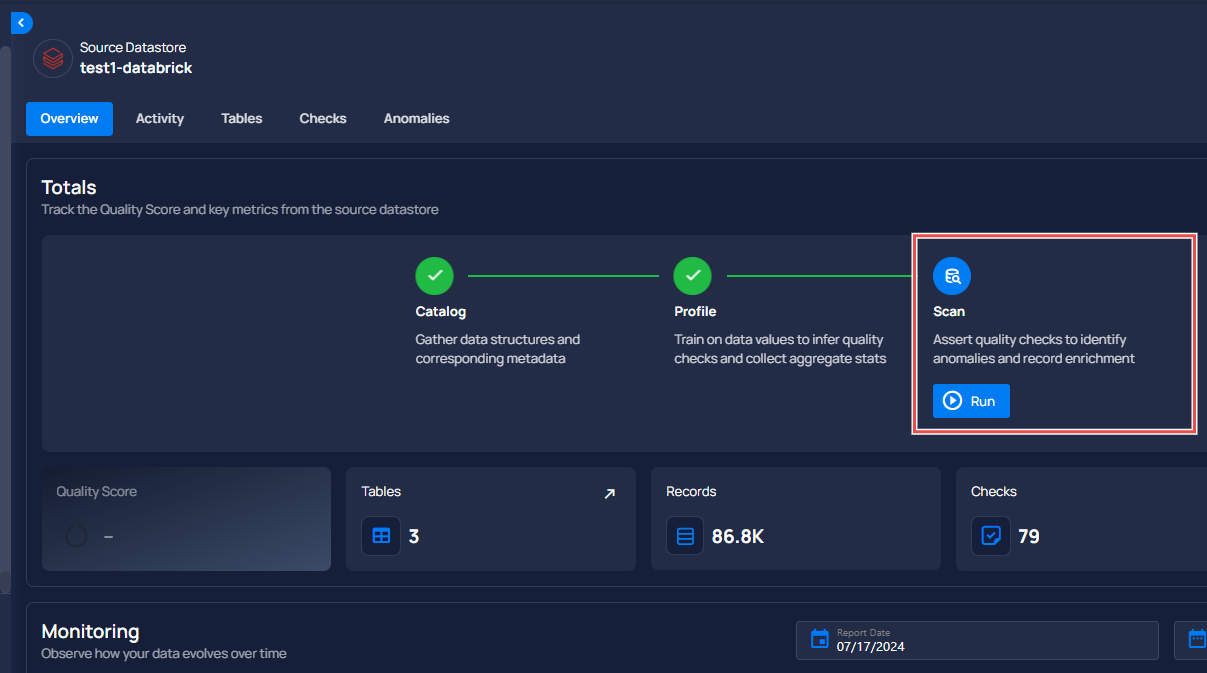 Source Datastore
test1-databrick
Overview
Activity
Tables
Checks
Anomalies
Totals
Track the Quality Score and key metrics from the source datastore
Catalog
Gather data structures and
corresponding metadata
Profile
Train on data values to infer quality
checks and collect aggregate stats
Scan
Assert quality checks to identify
anomalies and record enrichment
Run
Quality Score
–
Tables
3
Records
86.8K
Checks
79
Monitoring
Observe how your data evolves over time
Report Date
07/17/2024